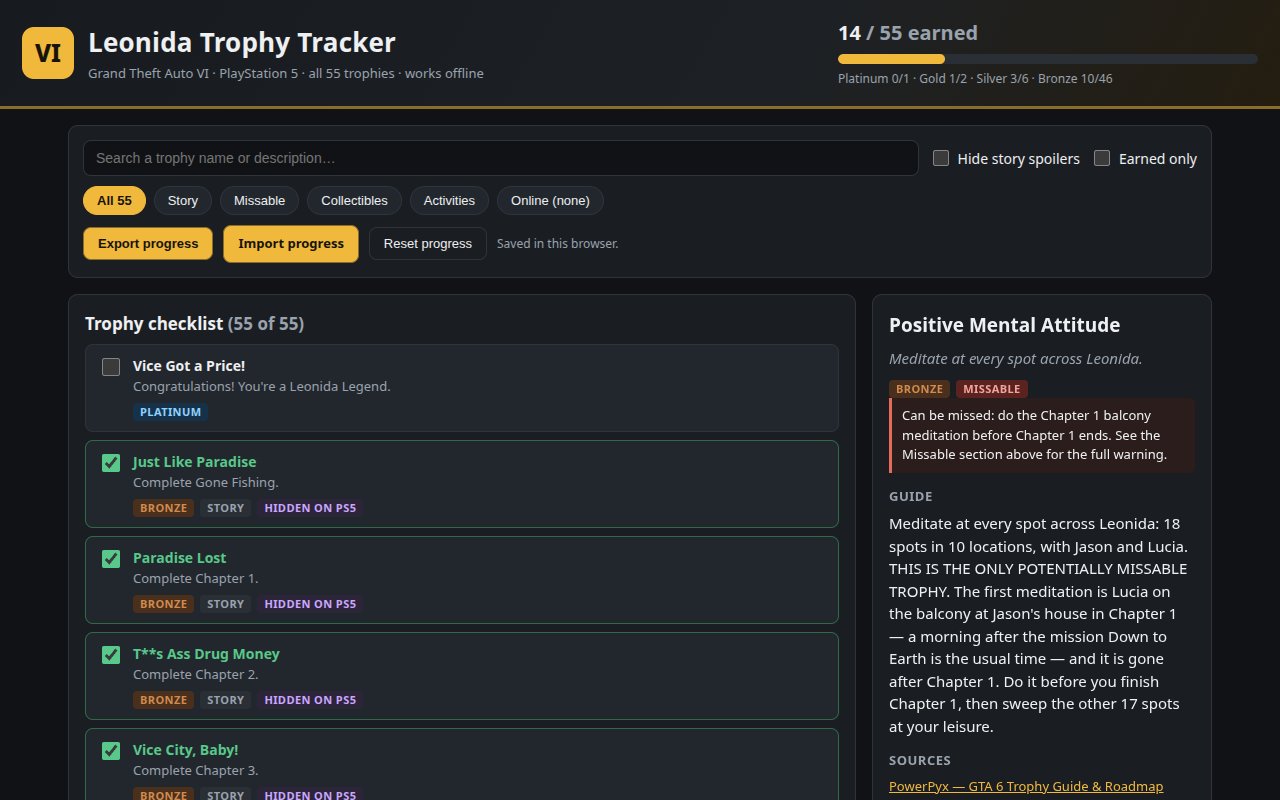 VI
Leonida Trophy Tracker
Grand Theft Auto VI · PlayStation 5 · all 55 trophies · works offline
14 / 55 earned
Platinum 0/1 · Gold 1/2 · Silver 3/6 · Bronze 10/46
Search a trophy name or description…
Hide story spoilers
Earned only
All 55
Story
Missable
Collectibles
Activities
Online (none)
Export progress
Import progress
Reset progress
Saved in this browser.
Trophy checklist (55 of 55)
Vice Got a Price!
Congratulations! You're a Leonida Legend.
PLATINUM
Just Like Paradise
Complete Gone Fishing.
BRONZE STORY HIDDEN ON PS5
Paradise Lost
Complete Chapter 1.
BRONZE STORY HIDDEN ON PS5
T**s Ass Drug Money
Complete Chapter 2.
BRONZE STORY HIDDEN ON PS5
Vice City, Baby!
Complete Chapter 3.
BRONZE STORY HIDDEN ON PS5
Positive Mental Attitude
Meditate at every spot across Leonida.
BRONZE MISSABLE
Can be missed: do the Chapter 1 balcony
meditation before Chapter 1 ends. See the
Missable section above for the full warning.
GUIDE
Meditate at every spot across Leonida: 18
spots in 10 locations, with Jason and Lucia.
THIS IS THE ONLY POTENTIALLY MISSABLE
TROPHY. The first meditation is Lucia on
the balcony at Jason's house in Chapter 1
— a morning after the mission Down to
Earth is the usual time — and it is gone
after Chapter 1. Do it before you finish
Chapter 1, then sweep the other 17 spots
at your leisure.
SOURCES
PowerPyx — GTA 6 Trophy Guide & Roadmap